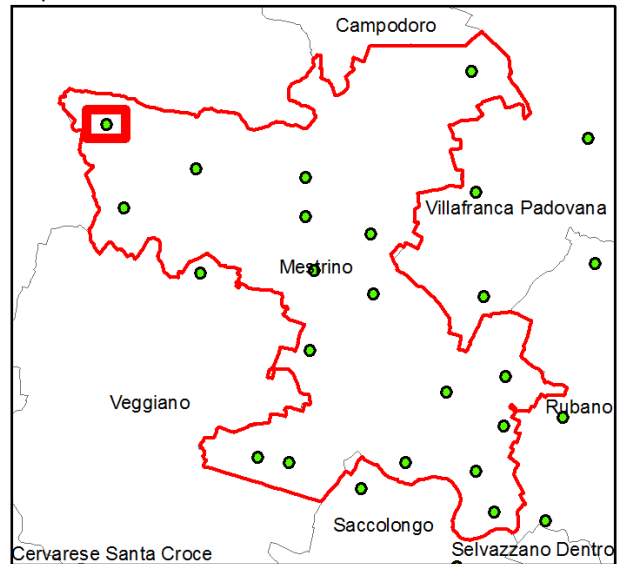 Campodoro
Villafranca Padovana
Mestrino
Veggiano
Rubano
Saccolongo
Cervarese Santa Croce
Selvazzano Dentro